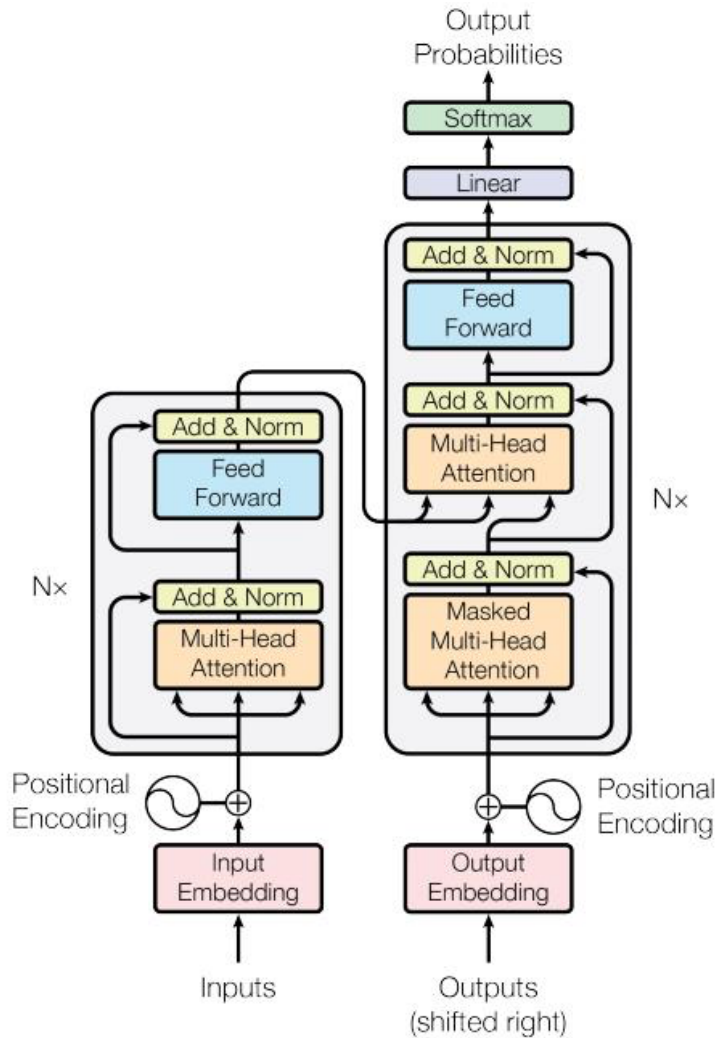 Output
Probabilities
Softmax
Linear
Add & Norm
Feed
Forward
Add & Norm
Multi-Head
Attention
Add & Norm
Masked
Multi-Head
Attention
Nx
Add & Norm
Feed
Forward
Add & Norm
Multi-Head
Attention
Nx
Positional
Encoding
Input
Embedding
Inputs
Positional
Encoding
Output
Embedding
Outputs
(shifted right)